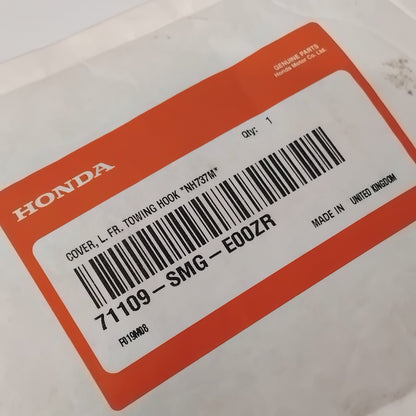 GENUINE PARTS
Honda Motor Co., Ltd.
HONDA
COVER, L. FR. TOWING HOOK "NH737M"
Qty: 1
71109-SMG-E00ZR
MADE IN UNITED KINGDOM
F019M06